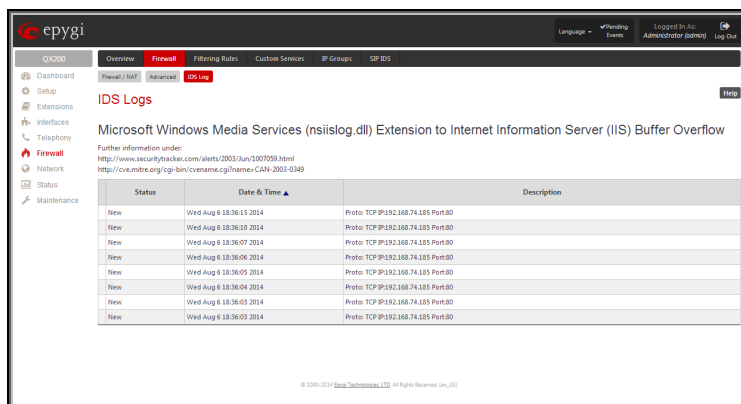 epygi
Language
Pending Events
Logged In As:
Administrator (admin)
Log Out
QX200
Overview Firewall Filtering Rules Custom Services IP Groups SIP IDS
Dashboard
Setup
Extensions
Interfaces
Telephony
Firewall
Network
Status
Maintenance
Firewall / NAT Advanced IDS Log
IDS Logs
Help
Microsoft Windows Media Services (nsiislog.dll) Extension to Internet Information Server (IIS) Buffer Overflow
Further information under:
http://www.securitytracker.com/alerts/2003/Jun/1007059.html
http://cve.mitre.org/cgi-bin/cvename.cgi?name=CAN-2003-0349
Status Date & Time Description
New Wed Aug 6 18:36:15 2014 Proto: TCP IP:192.168.74.185 Port:80
New Wed Aug 6 18:36:10 2014 Proto: TCP IP:192.168.74.185 Port:80
New Wed Aug 6 18:36:07 2014 Proto: TCP IP:192.168.74.185 Port:80
New Wed Aug 6 18:36:06 2014 Proto: TCP IP:192.168.74.185 Port:80
New Wed Aug 6 18:36:05 2014 Proto: TCP IP:192.168.74.185 Port:80
New Wed Aug 6 18:36:04 2014 Proto: TCP IP:192.168.74.185 Port:80
New Wed Aug 6 18:36:03 2014 Proto: TCP IP:192.168.74.185 Port:80
New Wed Aug 6 18:36:03 2014 Proto: TCP IP:192.168.74.185 Port:80
© 2000-2014 Epygi Technologies, LTD. All Rights Reserved. (en_US)